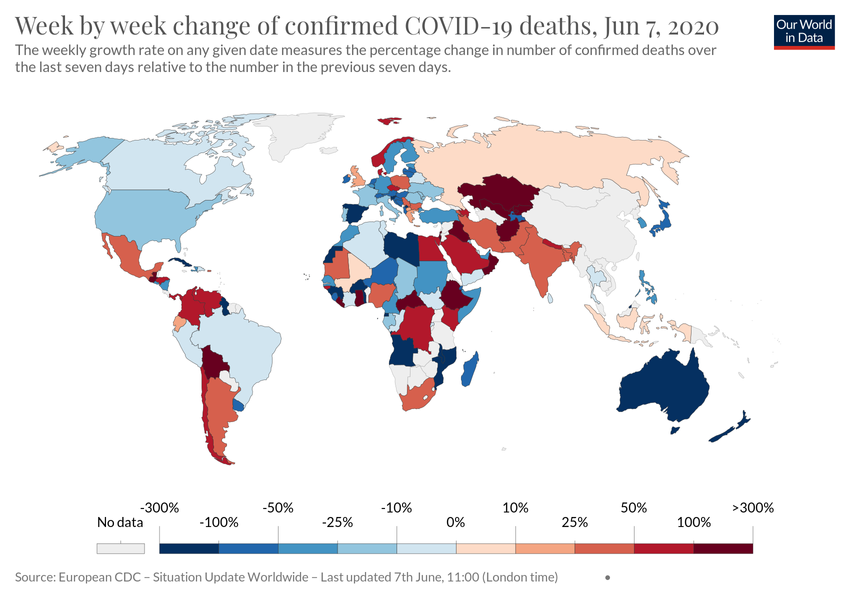 Week by week change of confirmed COVID-19 deaths, Jun 7, 2020
Our World
in Data
The weekly growth rate on any given date measures the percentage change in number of confirmed deaths over
the last seven days relative to the number in the previous seven days.
-300% -50% -10% 10% 50% >300%
No data -100% -25% 0% 25% 100%
Source: European CDC – Situation Update Worldwide – Last updated 7th June, 11:00 (London time) •